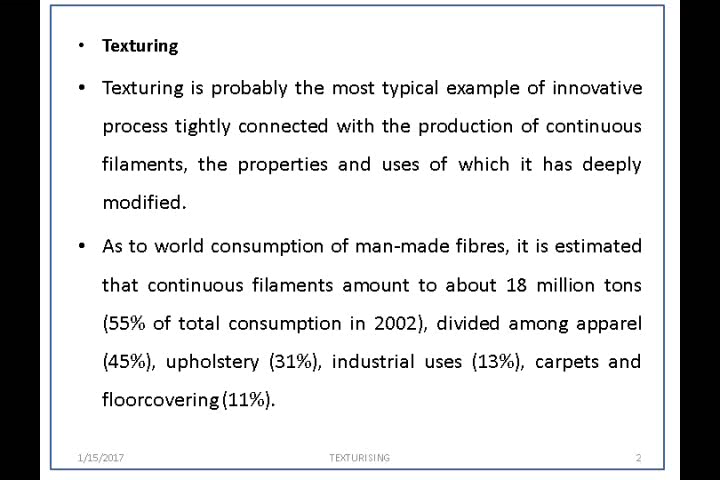 • Texturing
• Texturing is probably the most typical example of innovative
process tightly connected with the production of continuous
filaments, the properties and uses of which it has deeply
modified.
• As to world consumption of man-made fibres, it is estimated
that continuous filaments amount to about 18 million tons
(55% of total consumption in 2002), divided among apparel
(45%), upholstery (31%), industrial uses (13%), carpets and
floorcovering (11%).
1/15/2017 TEXTURISING 2